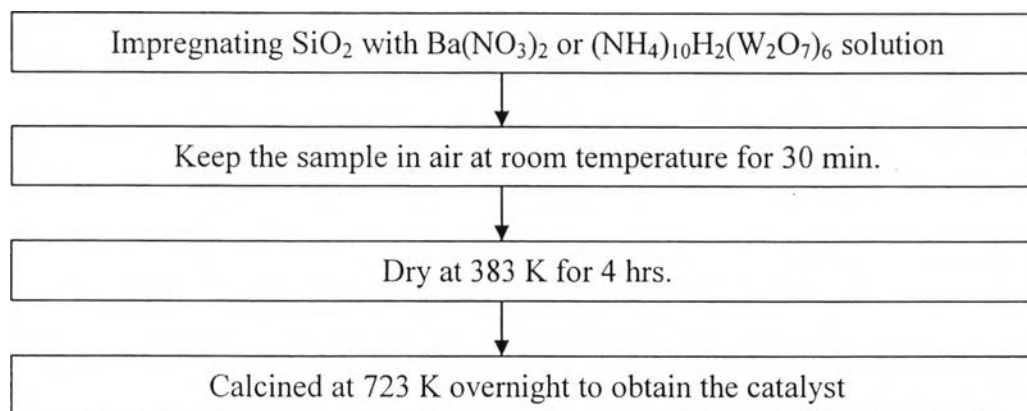 Impregnating SiO₂ with Ba(NO₃)₂ or (NH₄)₁₀H₂(W₂O₇)₆ solution
Keep the sample in air at room temperature for 30 min.
Dry at 383 K for 4 hrs.
Calcined at 723 K overnight to obtain the catalyst